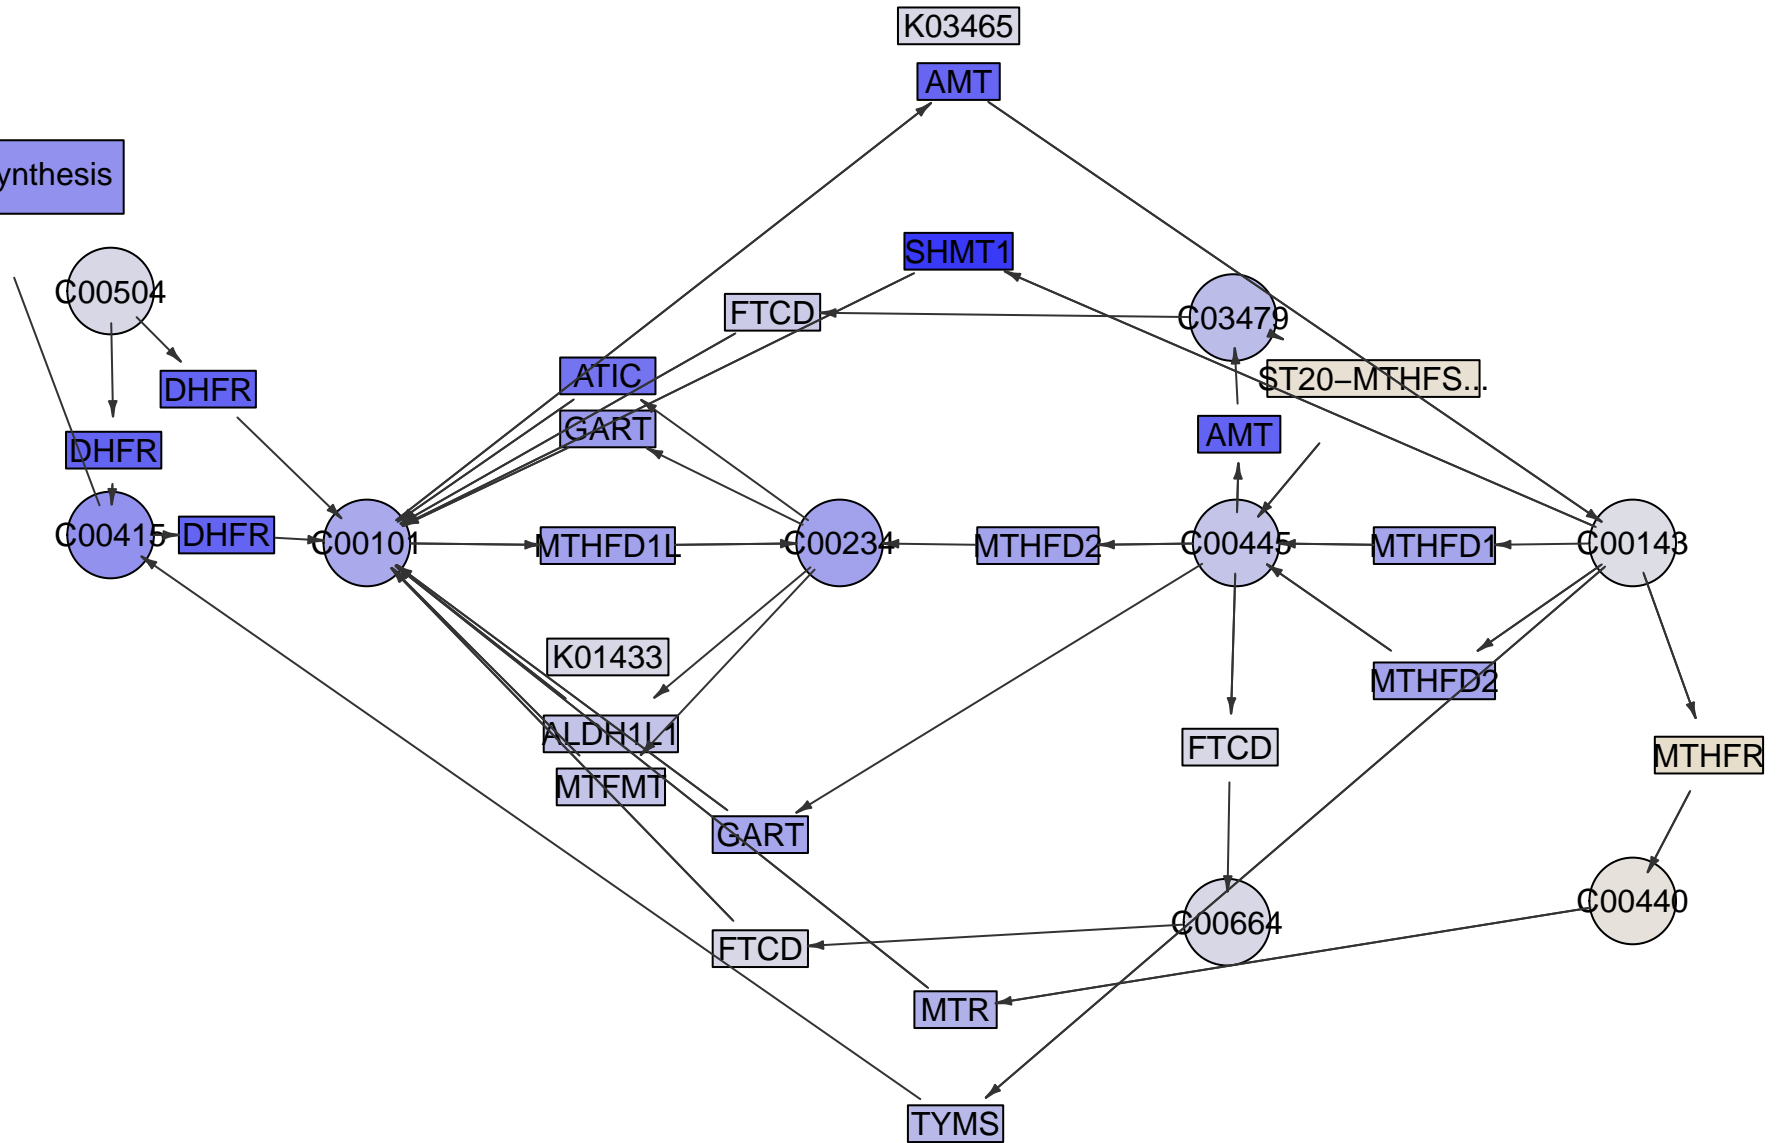 K03465
AMT
ynthesis
SHMT1
C00504
FTCD
C03479
ATIC
ST20−MTHFS...
DHFR
GART
AMT
DHFR
C00415
DHFR
C00101
MTHFD1L
C00234
MTHFD2
C00445
MTHFD1
C00143
K01433
MTHFD2
ALDH1L1
FTCD
MTHFR
MTFMT
GART
C00440
C00664
FTCD
MTR
TYMS